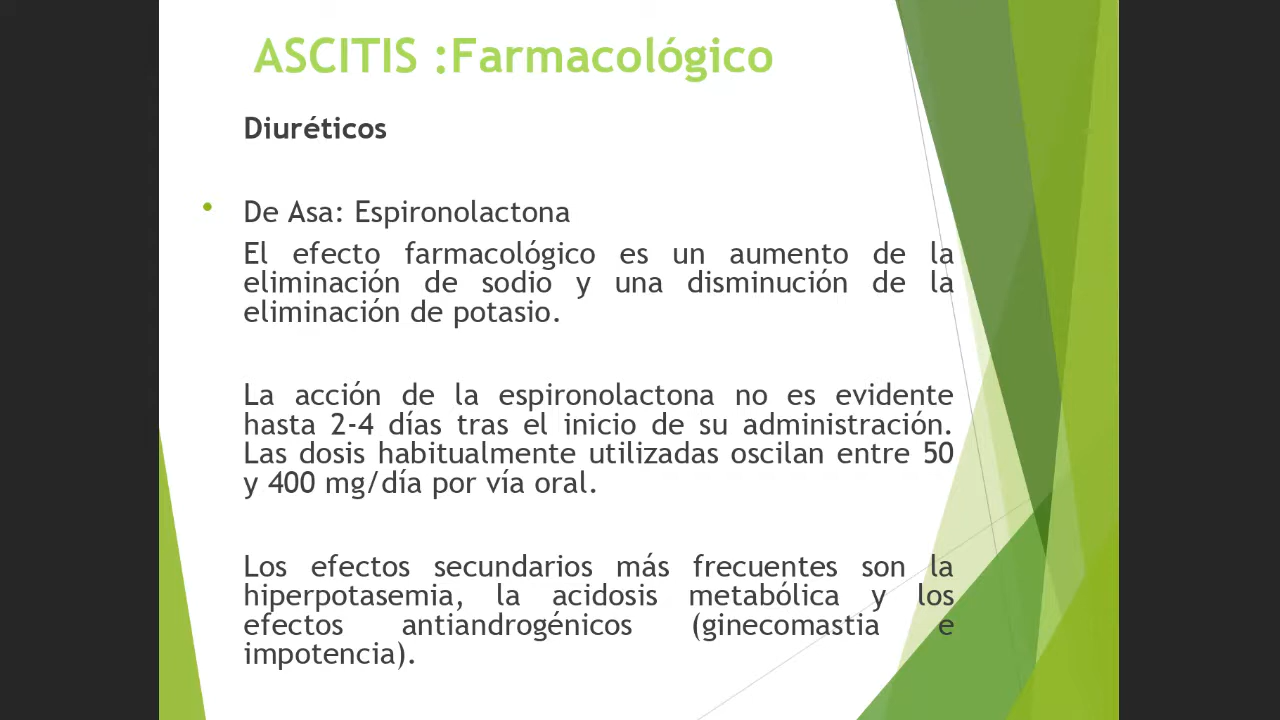 ASCITIS :Farmacológico
Diuréticos
• De Asa: Espironolactona
El efecto farmacológico es un aumento de la
eliminación de sodio y una disminución de la
eliminación de potasio.
La acción de la espironolactona no es evidente
hasta 2-4 días tras el inicio de su administración.
Las dosis habitualmente utilizadas oscilan entre 50
y 400 mg/día por vía oral.
Los efectos secundarios más frecuentes son la
hiperpotasemia, la acidosis metabólica y los
efectos antiandrogénicos (ginecomastia e
impotencia).